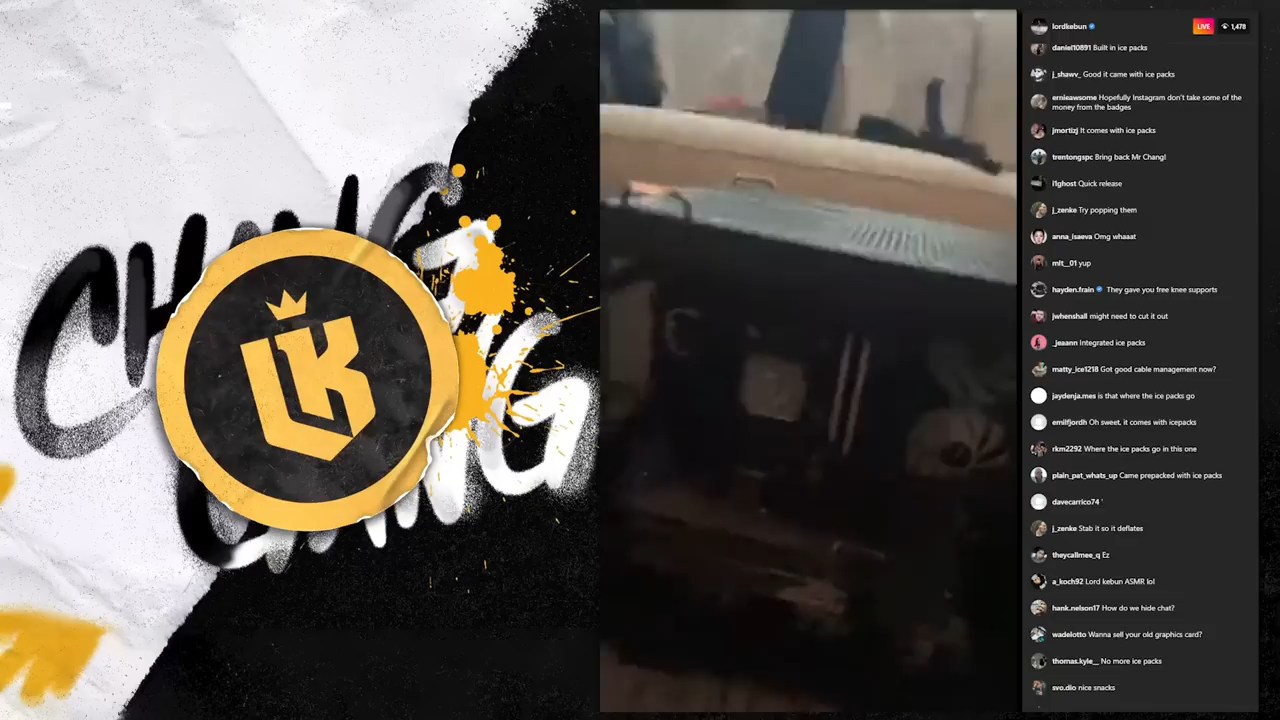 CHANG
GANG
LK
lordkebun
LIVE
1,478
daniel10891 Built in ice packs
j_shawv_ Good it came with ice packs
ernieawsome Hopefully Instagram don't take some of the
money from the badges
jmortizj It comes with ice packs
trentongspc Bring back Mr Chang!
i1ghost Quick release
j_zenke Try popping them
anna_isaeva Omg whaaat
mlt__01 yup
hayden.frain They gave you free knee supports
jwhenshall might need to cut it out
_jeaann Integrated ice packs
matty_ice1218 Got good cable management now?
jaydenja.mes is that where the ice packs go
emilfjordh Oh sweet, it comes with icepacks
rkm2292 Where the ice packs go in this one
plain_pat_whats_up Came prepacked with ice packs
davecarrico74 '
j_zenke Stab it so it deflates
theycallmee_q Ez
a_koch92 Lord kebun ASMR lol
hank.nelson17 How do we hide chat?
wadelotto Wanna sell your old graphics card?
thomas.kyle__ No more ice packs
svo.dio nice snacks